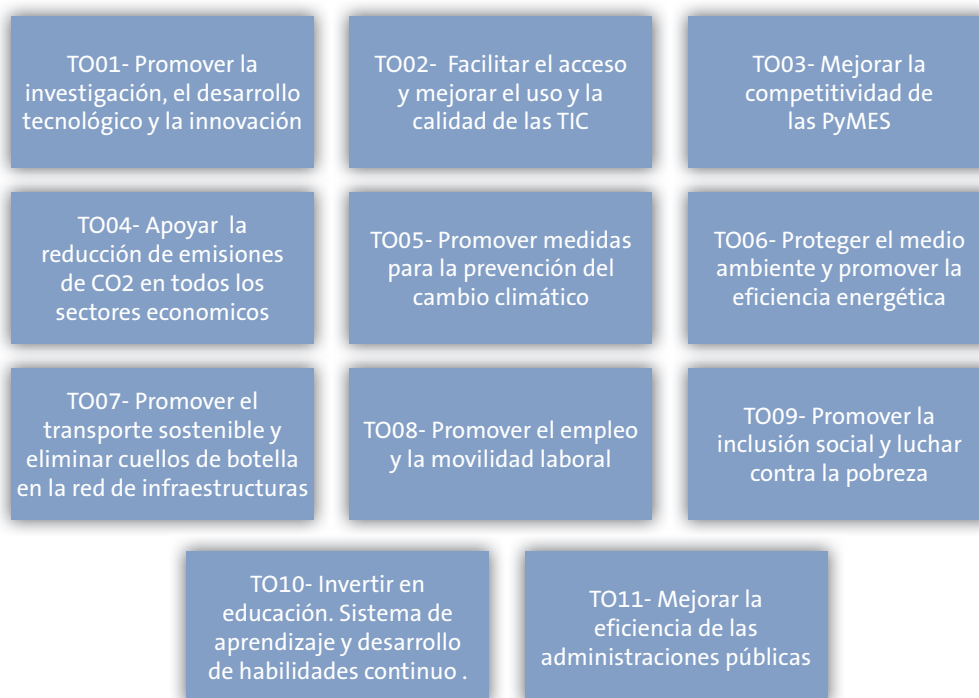 TO01- Promover la
investigación, el desarrollo
tecnológico y la innovación
TO02- Facilitar el acceso
y mejorar el uso y la
calidad de las TIC
TO03- Mejorar la
competitividad de
las PyMES
TO04- Apoyar la
reducción de emisiones
de CO2 en todos los
sectores economicos
TO05- Promover medidas
para la prevención del
cambio climático
TO06- Proteger el medio
ambiente y promover la
eficiencia energética
TO07- Promover el
transporte sostenible y
eliminar cuellos de botella
en la red de infraestructuras
TO08- Promover el empleo
y la movilidad laboral
TO09- Promover la
inclusión social y luchar
contra la pobreza
TO10- Invertir en
educación. Sistema de
aprendizaje y desarrollo
de habilidades continuo .
TO11- Mejorar la
eficiencia de las
administraciones públicas